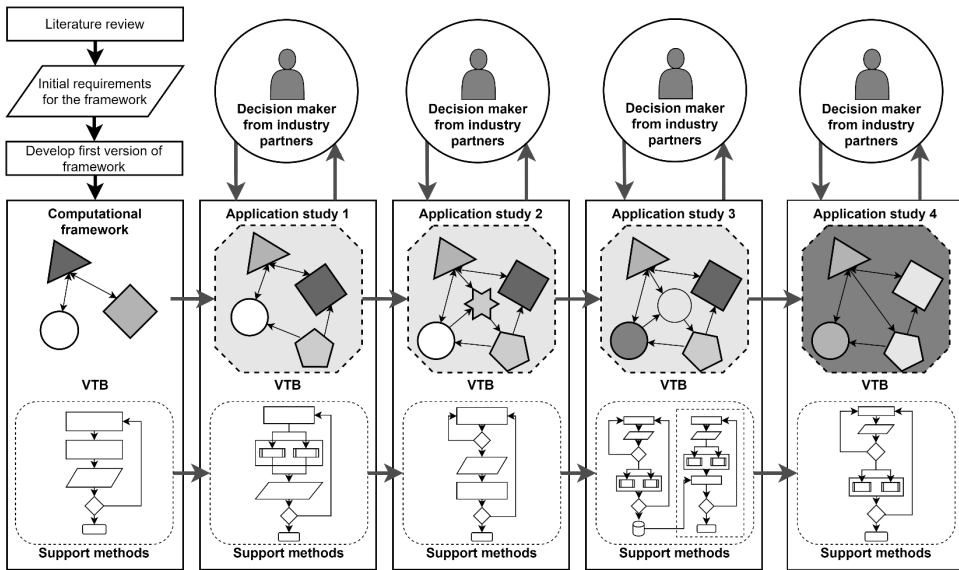 Literature review
Initial requirements
for the framework
Develop first version of
framework
Decision maker
from industry
partners
Decision maker
from industry
partners
Decision maker
from industry
partners
Decision maker
from industry
partners
Computational
framework
VTB
Support methods
Application study 1
VTB
Support methods
Application study 2
VTB
Support methods
Application study 3
VTB
Support methods
Application study 4
VTB
Support methods